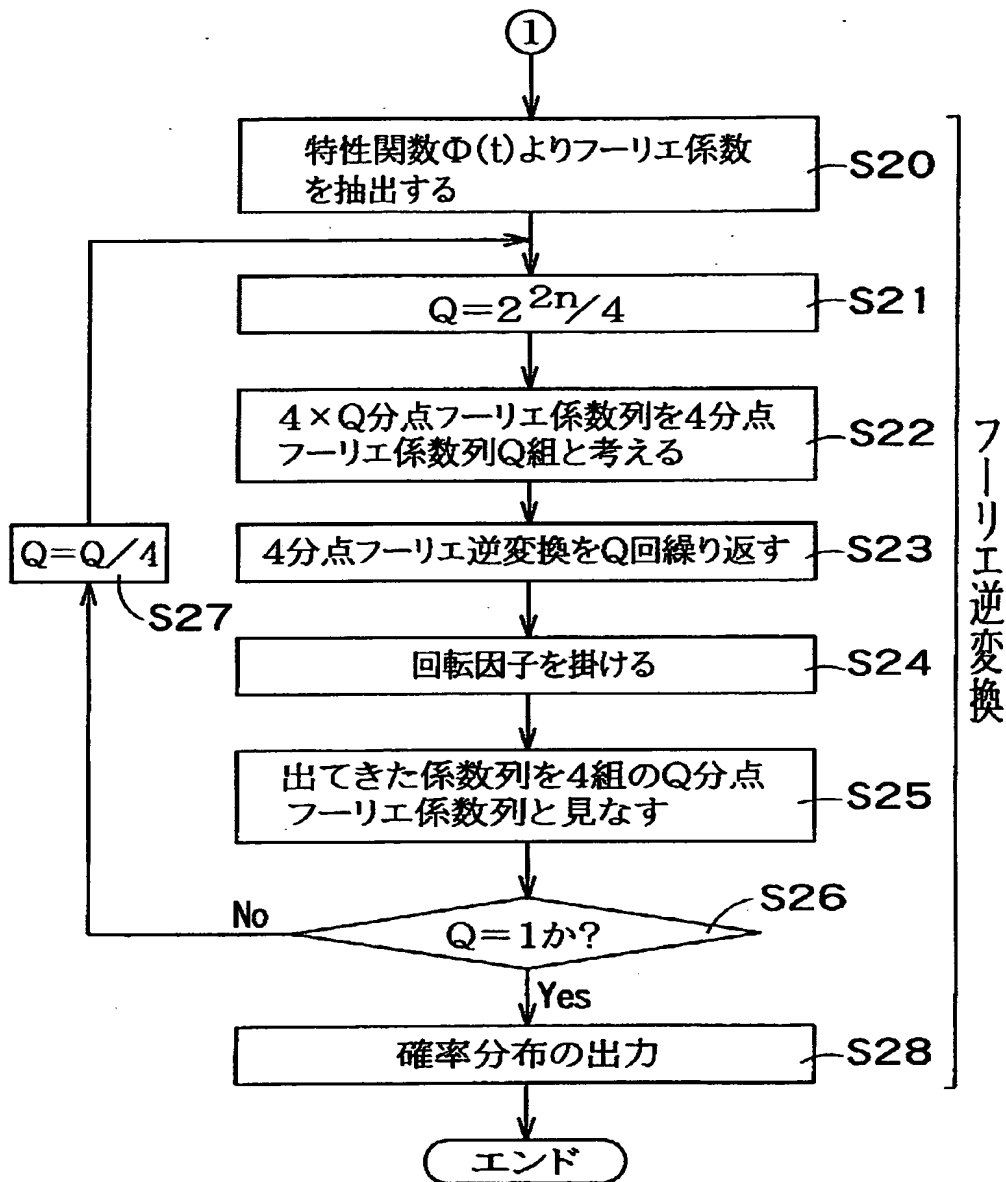 ①
特性関数Φ(t)よりフーリエ係数
を抽出する
S20
Q=2^2n/4
S21
4×Q分点フーリエ係数列を4分点
フーリエ係数列Q組と考える
S22
4分点フーリエ逆変換をQ回繰り返す
S23
Q=Q/4
S27
回転因子を掛ける
S24
出てきた係数列を4組のQ分点
フーリエ係数列と見なす
S25
No
Q=1か?
S26
Yes
確率分布の出力
S28
エンド
フーリエ逆変換